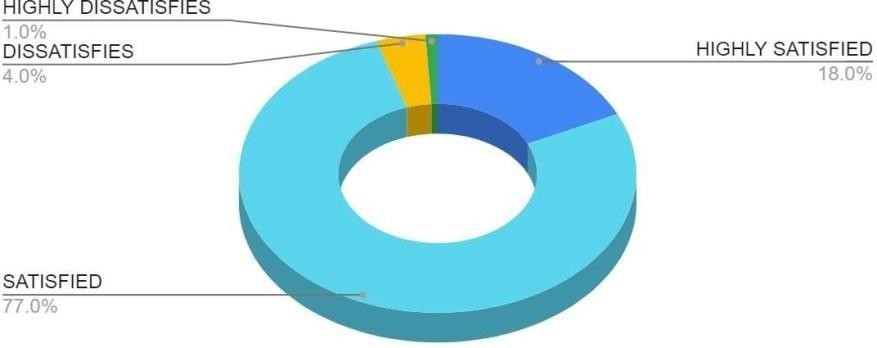 HIGHLY DISSATISFIES
1.0%
DISSATISFIES
4.0%
HIGHLY SATISFIED
18.0%
SATISFIED
77.0%